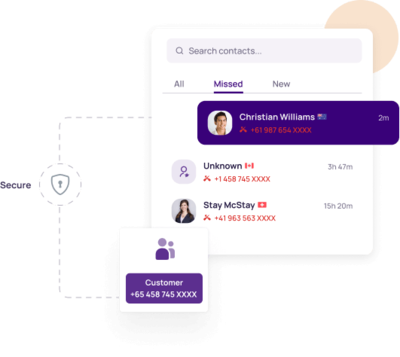 Search contacts...
All Missed New
Christian Williams 2m
+61 987 654 XXXX
Unknown 3h 47m
+1 458 745 XXXX
Secure
Stay McStay 15h 20m
+41 963 563 XXXX
Customer
+65 458 745 XXXX